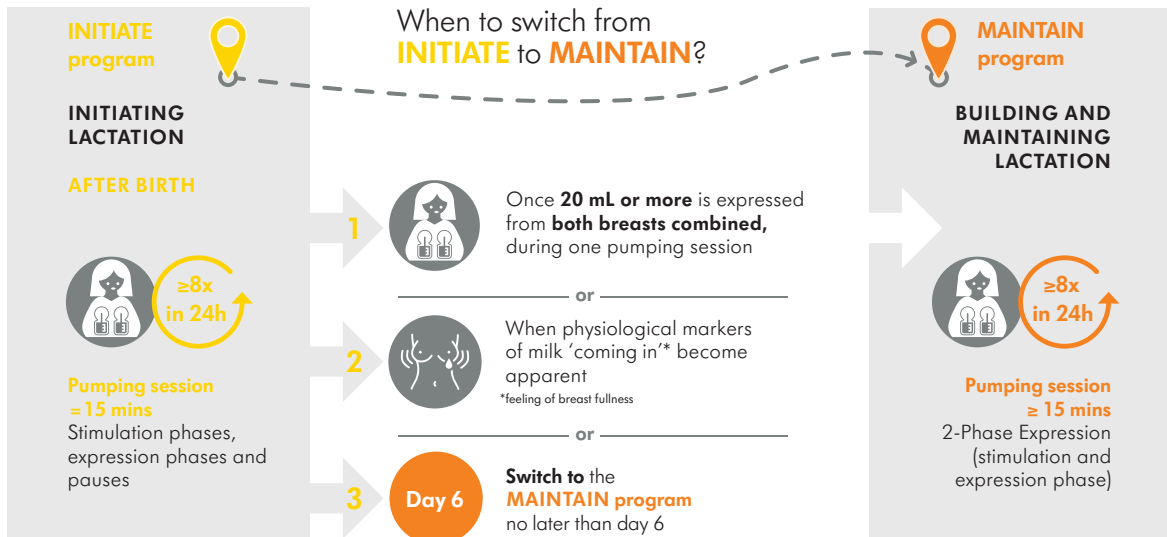 INITIATE
program
INITIATING
LACTATION
AFTER BIRTH
≥8x
in 24h
Pumping session
=15 mins
Stimulation phases,
expression phases and
pauses
When to switch from
INITIATE to MAINTAIN?
1
Once 20 mL or more is expressed
from both breasts combined,
during one pumping session
or
2
When physiological markers
of milk ‘coming in’* become
apparent
*feeling of breast fullness
or
3
Day 6
Switch to the
MAINTAIN program
no later than day 6
MAINTAIN
program
BUILDING AND
MAINTAINING
LACTATION
≥8x
in 24h
Pumping session
≥ 15 mins
2-Phase Expression
(stimulation and
expression phase)